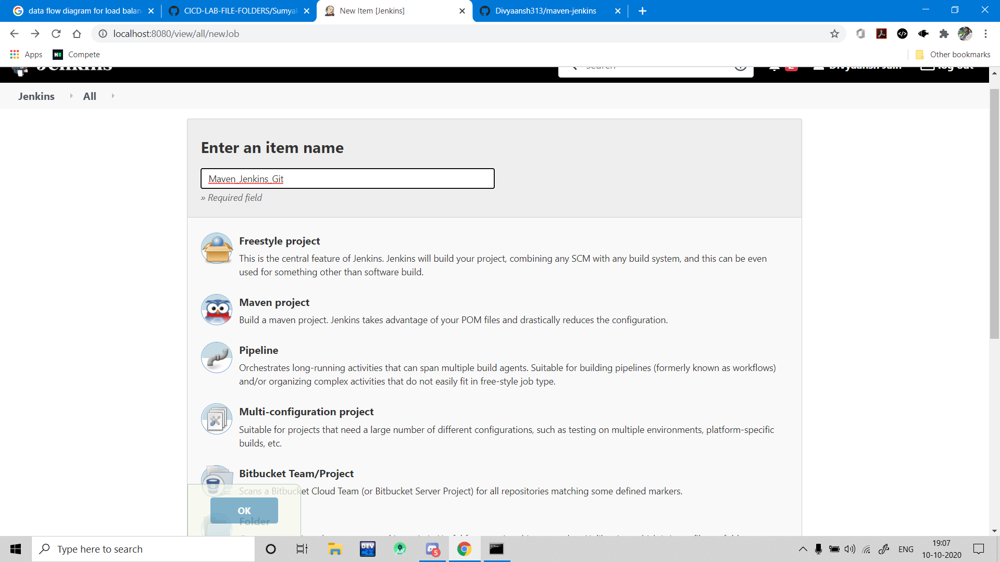 data flow diagram for load balan
CICD-LAB-FILE-FOLDERS/Sumya
New Item [Jenkins]
Divyaansh313/maven-jenkins
localhost:8080/view/all/newJob
Apps
Compete
Other bookmarks
Jenkins
search
2
Divyaansh Jain
log out
Jenkins
All
Enter an item name
Maven_Jenkins_Git
» Required field
Freestyle project
This is the central feature of Jenkins. Jenkins will build your project, combining any SCM with any build system, and this can be even
used for something other than software build.
Maven project
Build a maven project. Jenkins takes advantage of your POM files and drastically reduces the configuration.
Pipeline
Orchestrates long-running activities that can span multiple build agents. Suitable for building pipelines (formerly known as workflows)
and/or organizing complex activities that do not easily fit in free-style job type.
Multi-configuration project
Suitable for projects that need a large number of different configurations, such as testing on multiple environments, platform-specific
builds, etc.
Bitbucket Team/Project
Scans a Bitbucket Cloud Team (or Bitbucket Server Project) for all repositories matching some defined markers.
OK
Folder
Type here to search
DEV
C++
5
ENG
19:07
10-10-2020